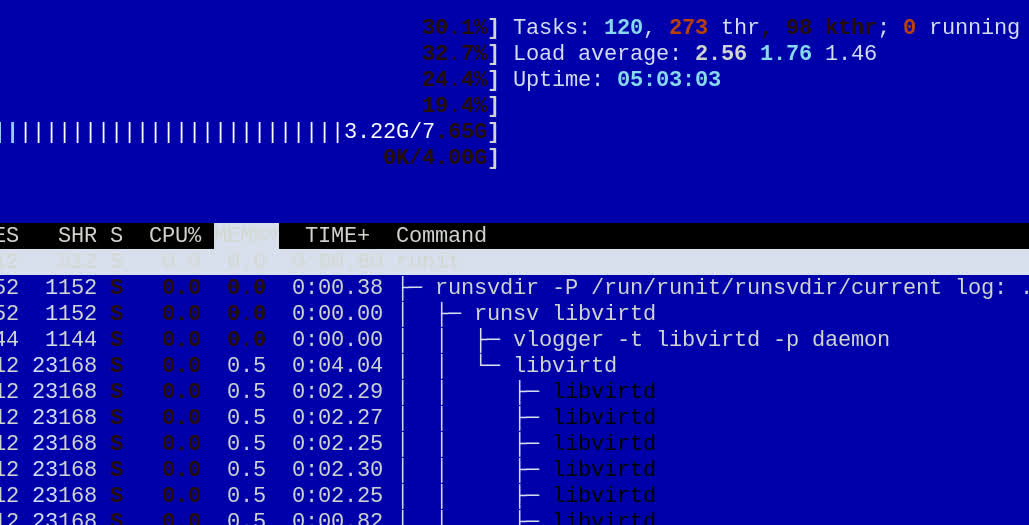 39.1%] Tasks: 120, 273 thr, 98 kthr; 0 running
32.7%] Load average: 2.56 1.76 1.46
24.4%] Uptime: 05:03:03
19.4%]
||||||||||||||||||||||||||||3.22G/7.65G]
0K/4.00G]
ES SHR S CPU% TIME+ Command
12 S 0.0 0.0 runit
52 1152 S 0.0 0.0 0:00.38 ├─ runsvdir -P /run/runit/runsvdir/current log: .
52 1152 S 0.0 0.0 0:00.00 │ ├─ runsv libvirtd
44 1144 S 0.0 0.0 0:00.00 │ │ ├─ vlogger -t libvirtd -p daemon
12 23168 S 0.0 0.5 0:04.04 │ │ └─ libvirtd
12 23168 S 0.0 0.5 0:02.29 │ │ ├─ libvirtd
12 23168 S 0.0 0.5 0:02.27 │ │ ├─ libvirtd
12 23168 S 0.0 0.5 0:02.25 │ │ ├─ libvirtd
12 23168 S 0.0 0.5 0:02.30 │ │ ├─ libvirtd
12 23168 S 0.0 0.5 0:02.25 │ │ ├─ libvirtd
12 23168 S 0.0 0.5 0:00.82 │ │ ├─ libvirtd